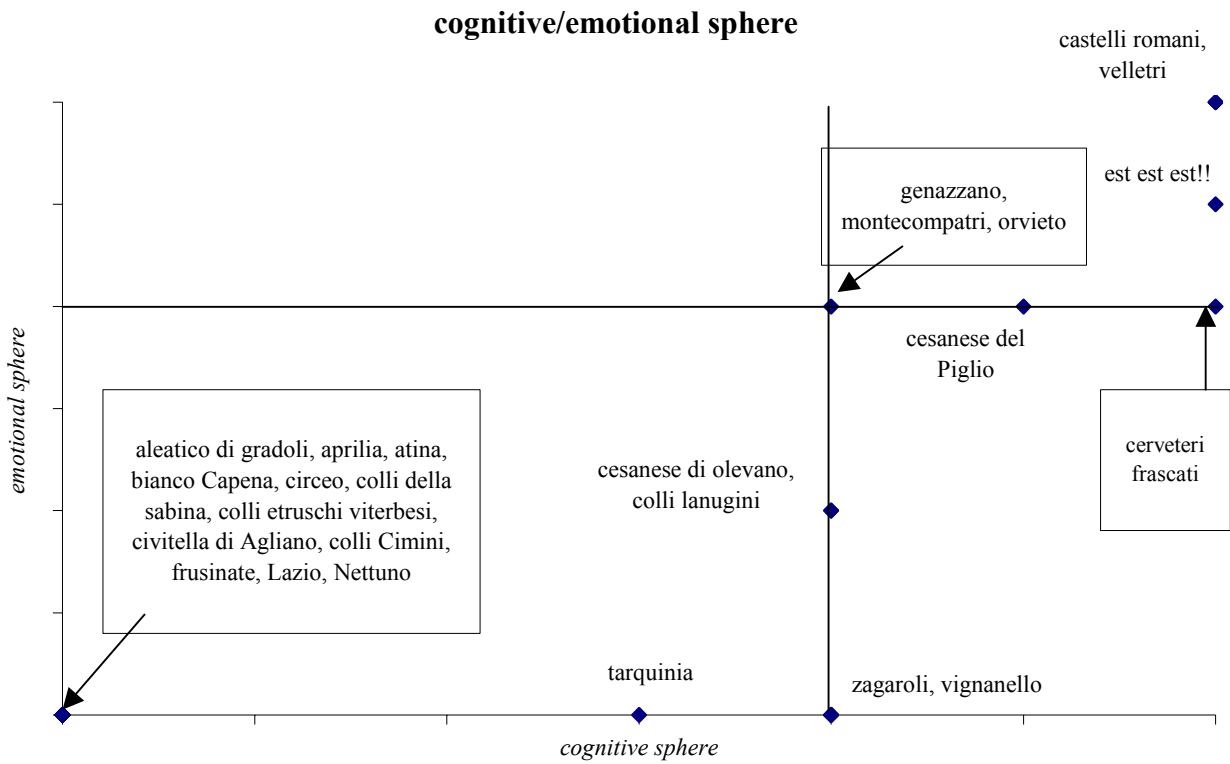 cognitive/emotional sphere
castelli romani,
velletri
est est est!!
genazzano,
montecompatri, orvieto
cesanese del
Piglio
cerveteri
frascati
aleatico di gradoli, aprilia, atina,
bianco Capena, circeo, colli della
sabina, colli etruschi viterbesi,
civitella di Agliano, colli Cimini,
frusinate, Lazio, Nettuno
cesanese di olevano,
colli lanugini
tarquinia
zagaroli, vignanello
emotional sphere
cognitive sphere